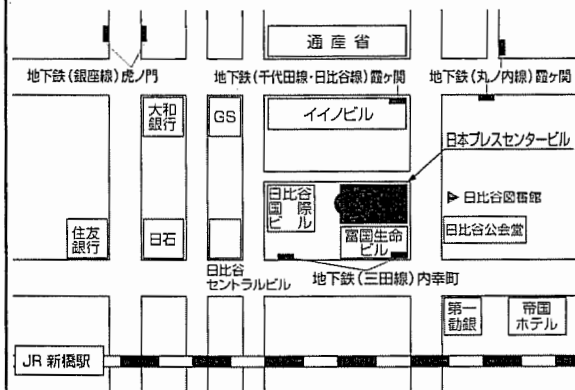 通産省
地下鉄(銀座線)虎ノ門
地下鉄(千代田線・日比谷線)霞ヶ関
地下鉄(丸ノ内線)霞ヶ関
大和
銀行
GS
イイノビル
日本プレスセンタービル
日比谷
国際
ビル
日比谷図書館
住友
銀行
日石
富国生命
ビル
日比谷公会堂
日比谷
セントラルビル
地下鉄(三田線)内幸町
第一
勧銀
帝国
ホテル
JR 新橋駅